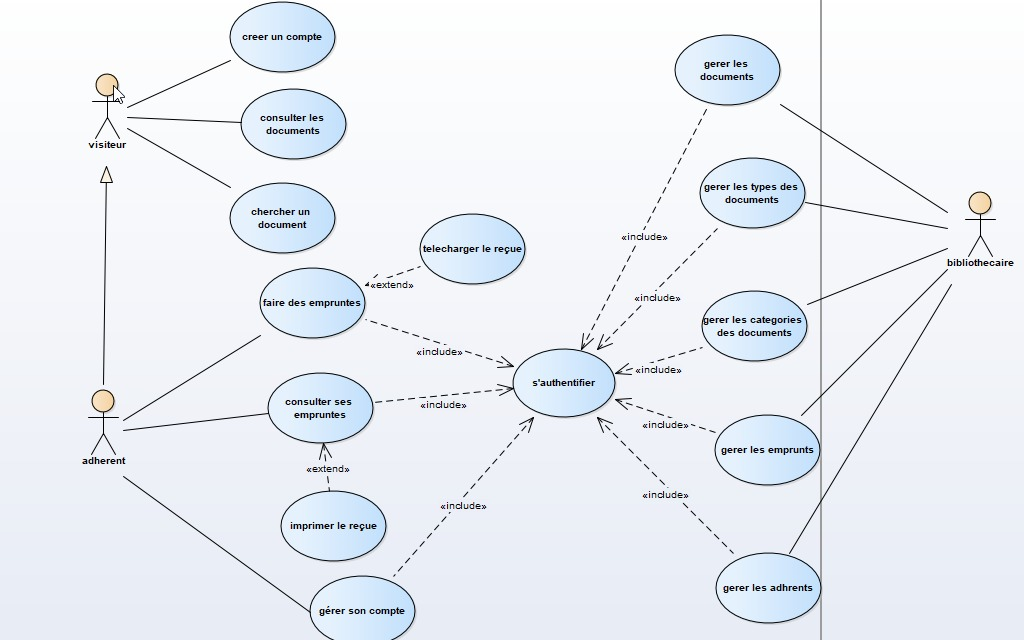 creer un compte
gerer les
documents
consulter les
documents
visiteur
gerer les types des
documents
chercher un
document
«include»
telecharger le reçue
bibliothecaire
«extend»
«include»
faire des empruntes
gerer les categories
des documents
«include»
«include»
s'authentifier
consulter ses
empruntes
«include»
«include»
gerer les emprunts
adherent
«extend»
«include»
«include»
imprimer le reçue
gerer les adhrents
gérer son compte